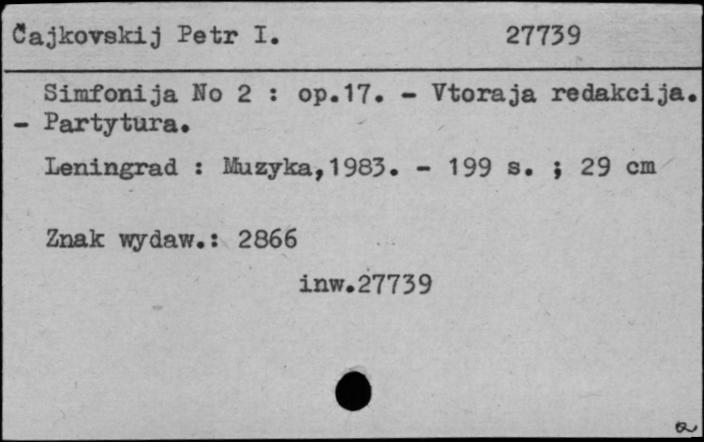 Čajkovskij Petr I. 27739
Simfonija No 2 : op.17. - Vtoraja redakcija.
- Partytura.
Leningrad : Muzyka,1983. - 199 s. ; 29 cm
Znak wydaw.: 2866
inw.27739